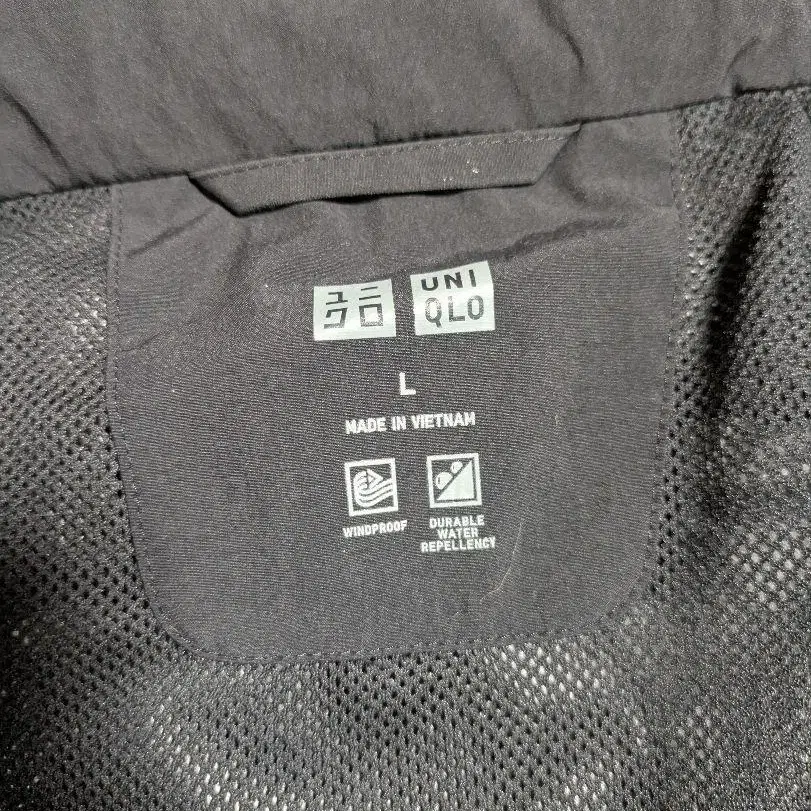 ユニ
クロ
UNI
QLO
L
MADE IN VIETNAM
WINDPROOF
DURABLE
WATER
REPELLENCY